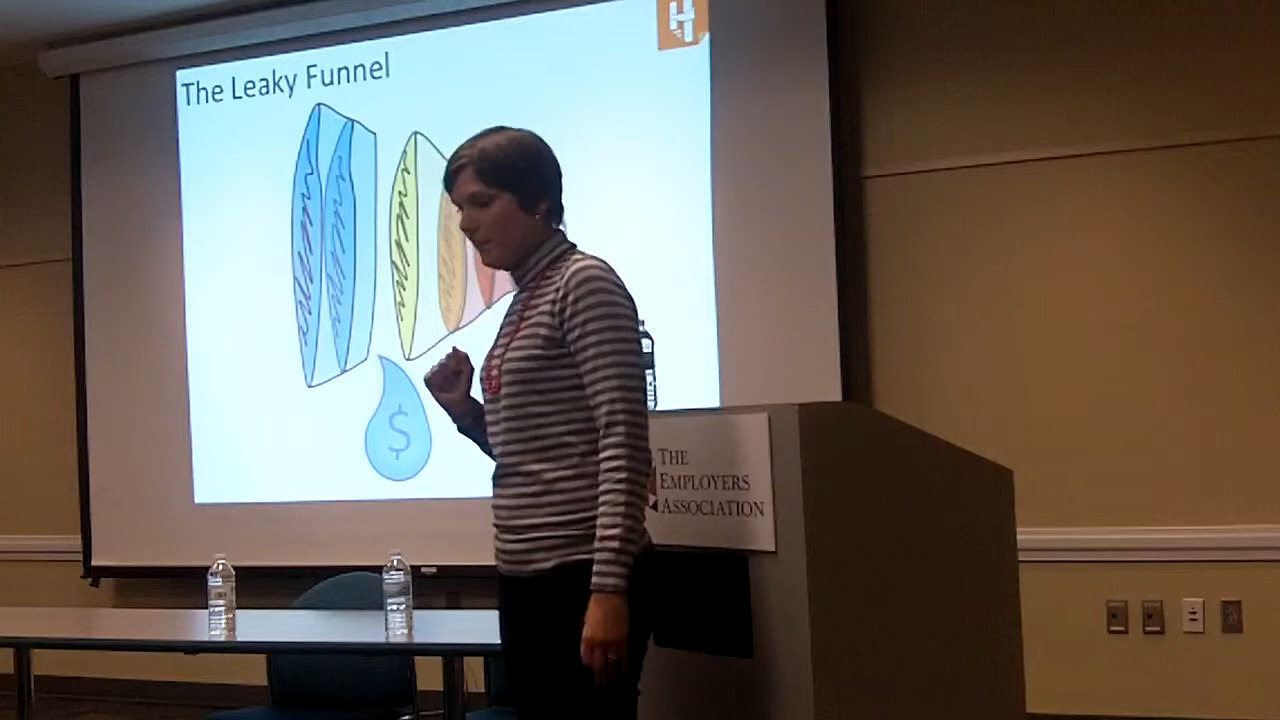 The Leaky Funnel
H
$
THE
EMPLOYERS
ASSOCIATION